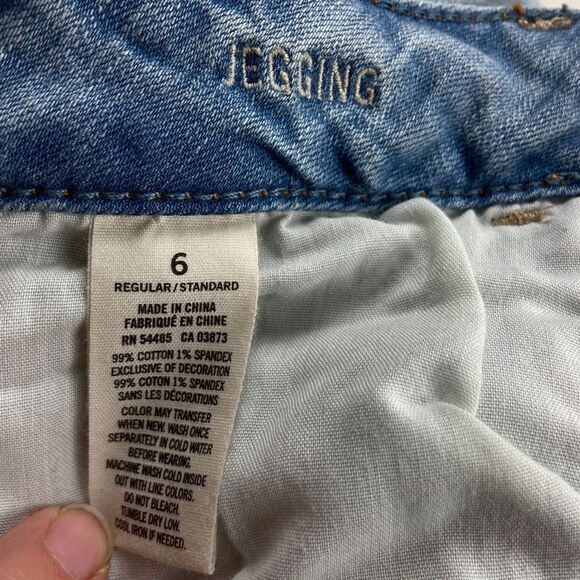 JEGGING
6
REGULAR/STANDARD
MADE IN CHINA
FABRIQUÉ EN CHINE
RN 54485 CA 03873
99% COTTON 1% SPANDEX
EXCLUSIVE OF DECORATION
99% COTON 1% SPANDEX
SANS LES DÉCORATIONS
COLOR MAY TRANSFER
WHEN NEW. WASH ONCE
SEPARATELY IN COLD WATER
BEFORE WEARING.
MACHINE WASH COLD INSIDE
OUT WITH LIKE COLORS.
DO NOT BLEACH.
TUMBLE DRY LOW.
COOL IRON IF NEEDED.